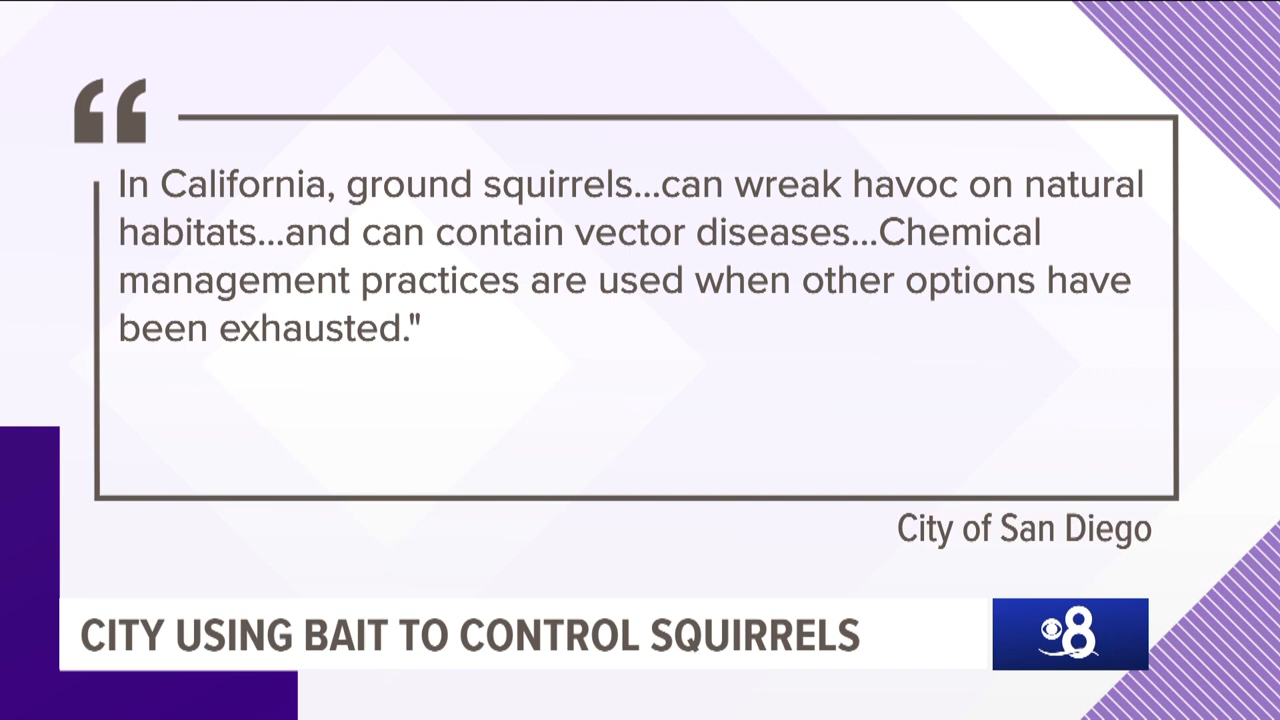 “
In California, ground squirrels...can wreak havoc on natural
habitats...and can contain vector diseases...Chemical
management practices are used when other options have
been exhausted."
City of San Diego
CITY USING BAIT TO CONTROL SQUIRRELS
8